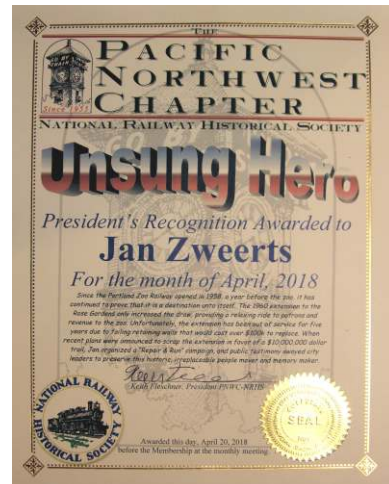 The
Pacific
Northwest
Chapter
Since 1955
National Railway Historical Society
Unsung Hero
President's Recognition Awarded to
Jan Zweerts
For the month of April, 2018
Since the Portland Zoo Railway opened in 1958, a year before the zoo, it has
continued to prove that it is a destination unto itself. The 1960 extension to the
Rose Gardens only increased the draw, providing a relaxing ride to patrons and
revenue to the zoo. Unfortunately, the extension has been out of service for five
years due to failing retaining walls that would cost over $300k to replace. When
recent plans were announced to scrap the extension in favor of a $10,000,000 dollar
trail, Jan organized a "Repair & Run" campaign, and public testimony swayed city
leaders to preserve this historic, irreplaceable people mover and memory maker.
Keith Fleschner, President PNWC-NRHS
NATIONAL RAILWAY
HISTORICAL SOCIETY
SEAL
Awarded this day, April 20, 2018
before the Membership at the monthly meeting